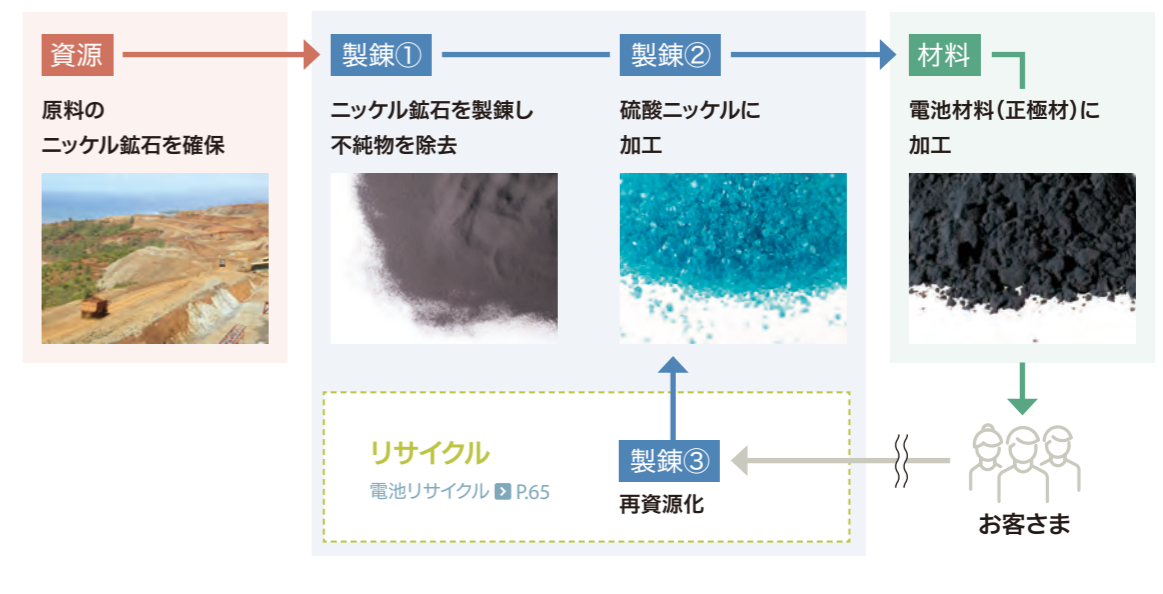 資源
原料の
ニッケル鉱石を確保
製錬①
ニッケル鉱石を製錬し
不純物を除去
製錬②
硫酸ニッケルに
加工
材料
電池材料(正極材)に
加工
リサイクル
電池リサイクル P.65
製錬③
再資源化
お客さま